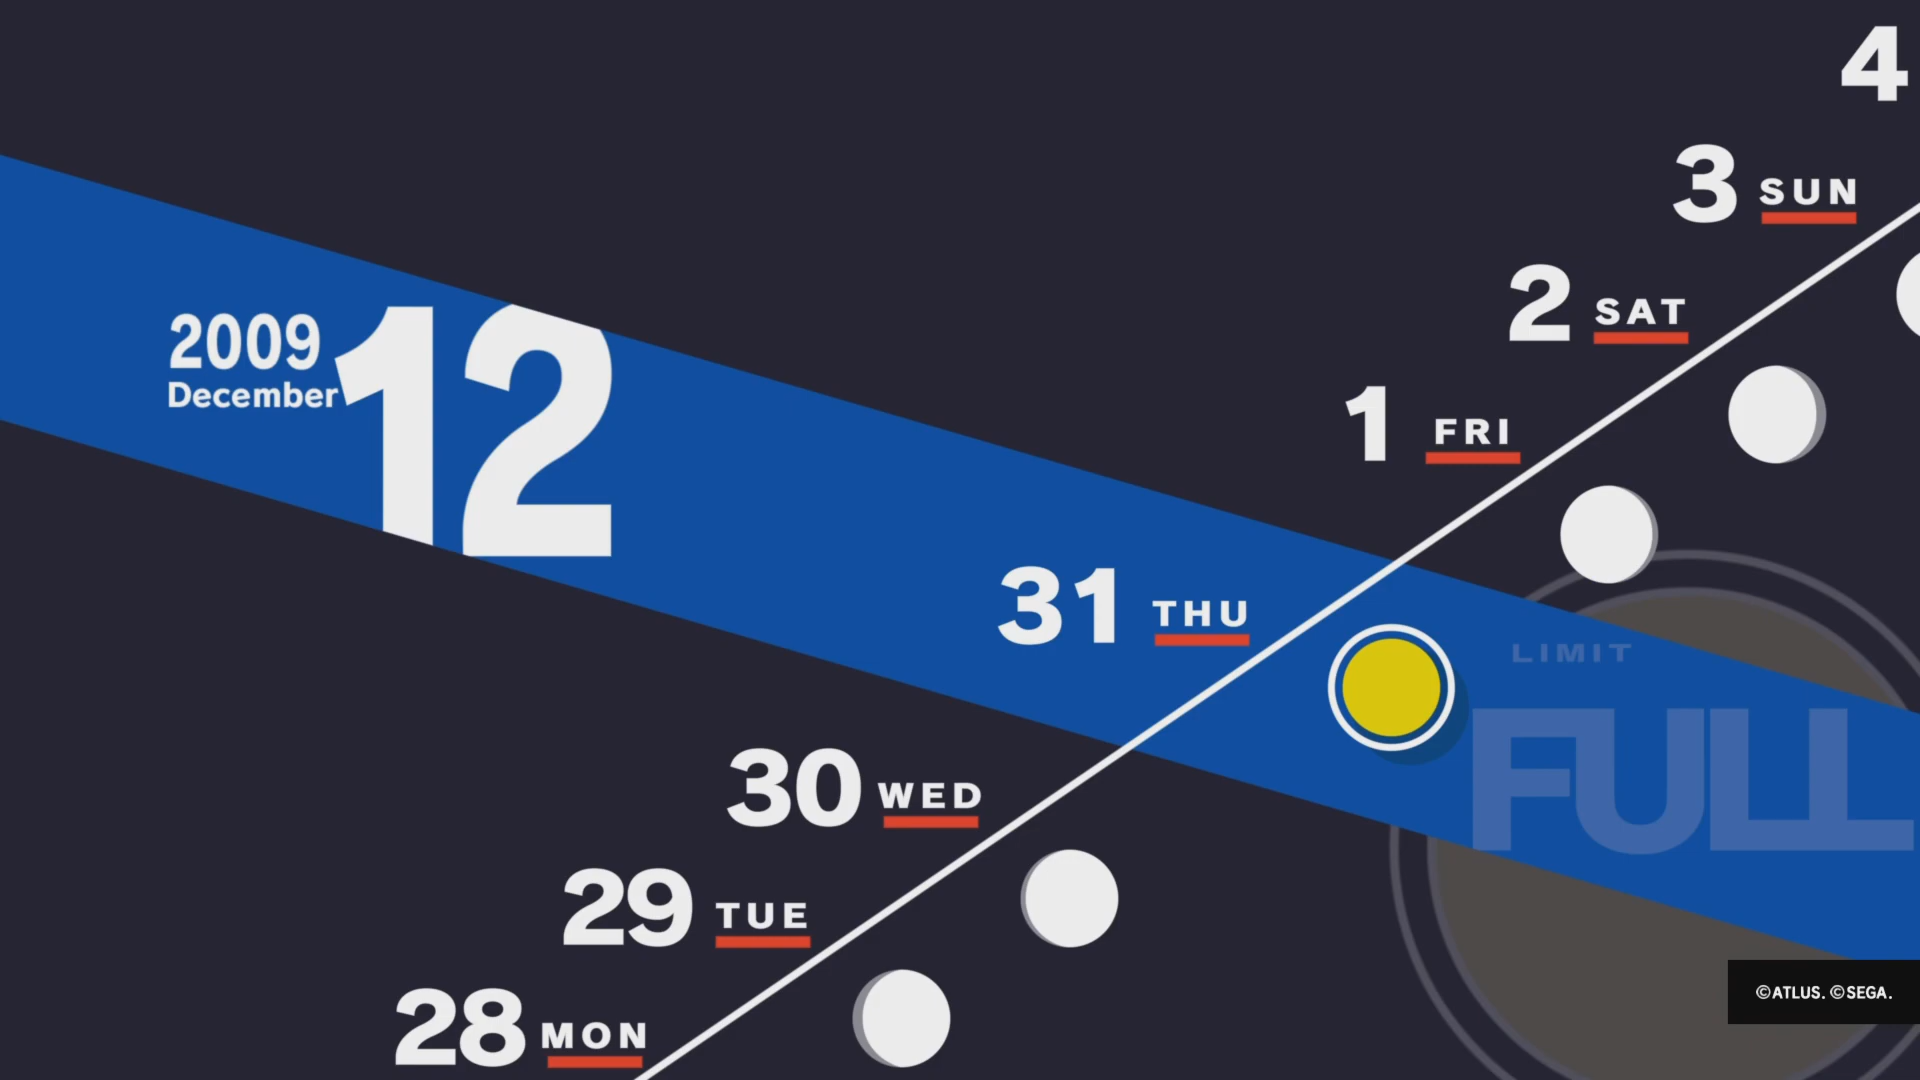 4
3 SUN
2 SAT
1 FRI
2009
December
12
31 THU
LIMIT
FULL
30 WED
29 TUE
28 MON
©ATLUS. ©SEGA.